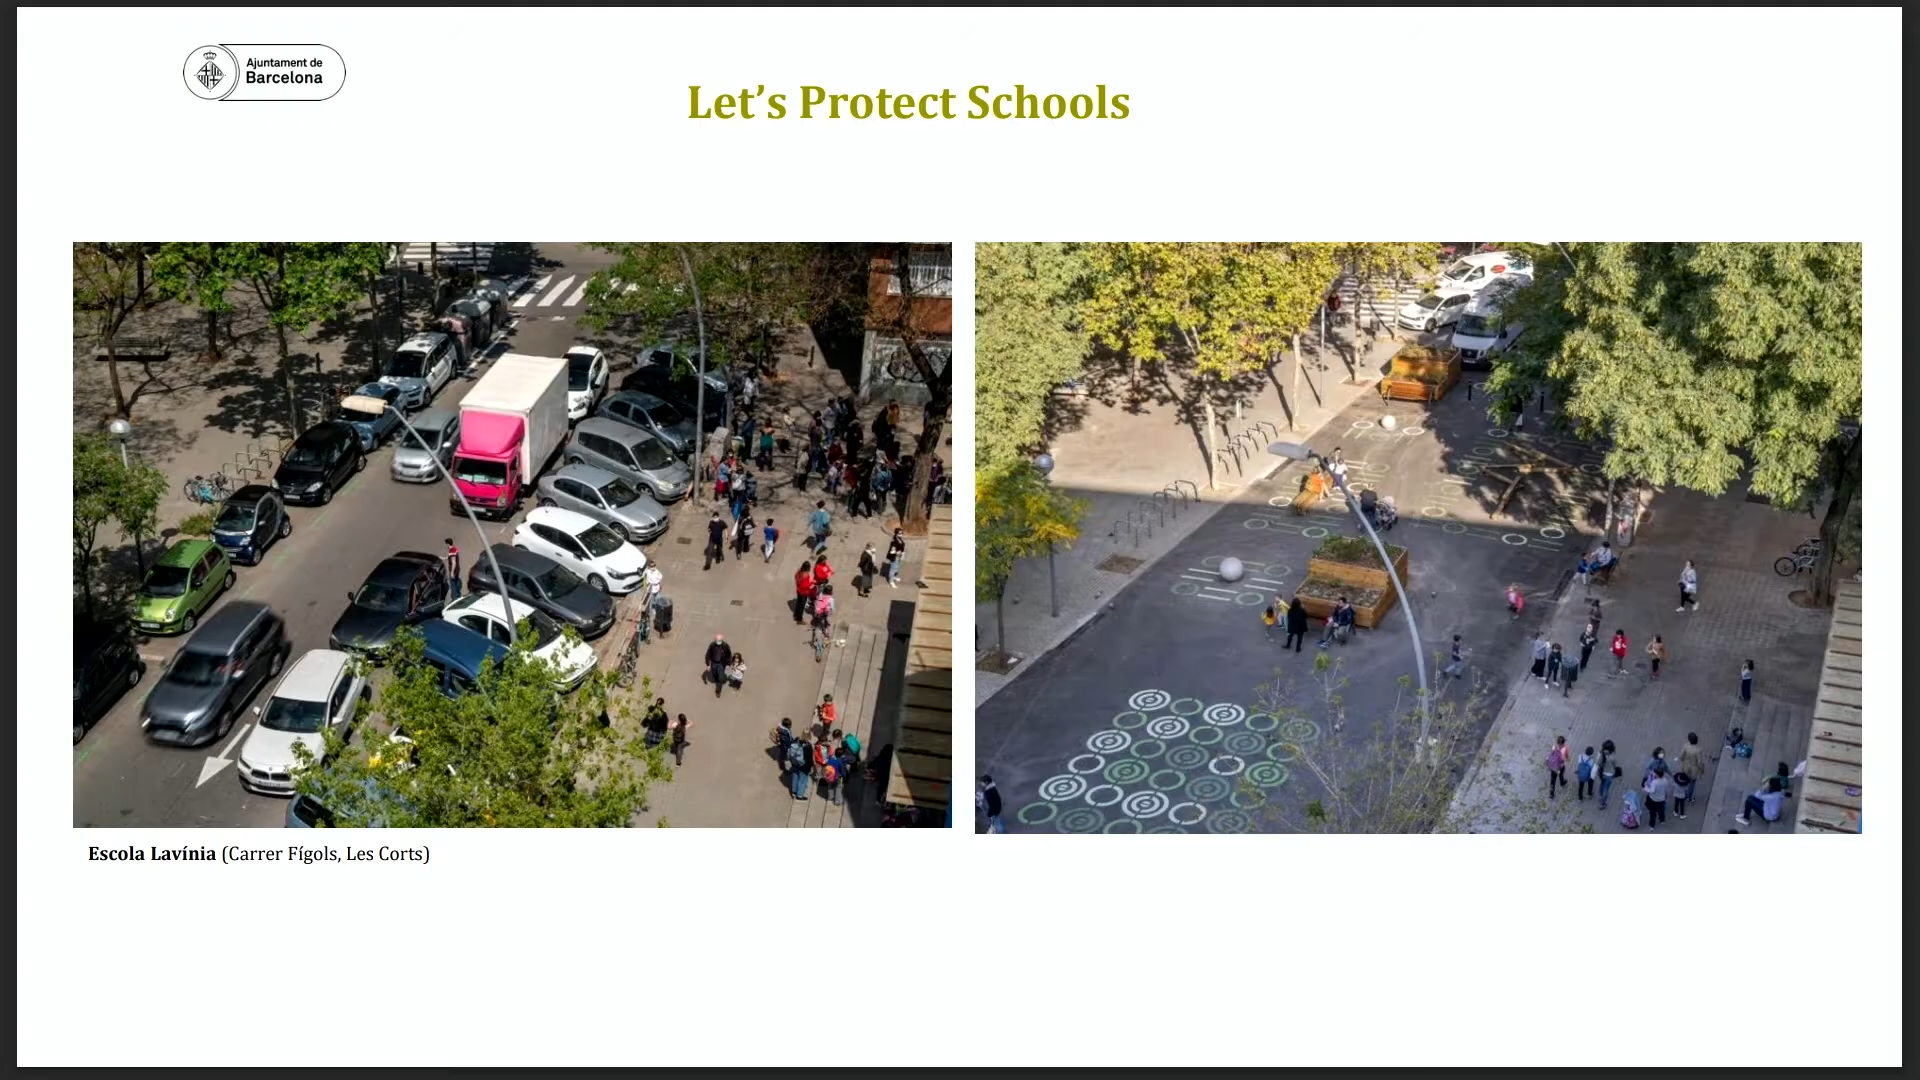 Ajuntament de
Barcelona
Let’s Protect Schools
Escola Lavínia (Carrer Fígols, Les Corts)